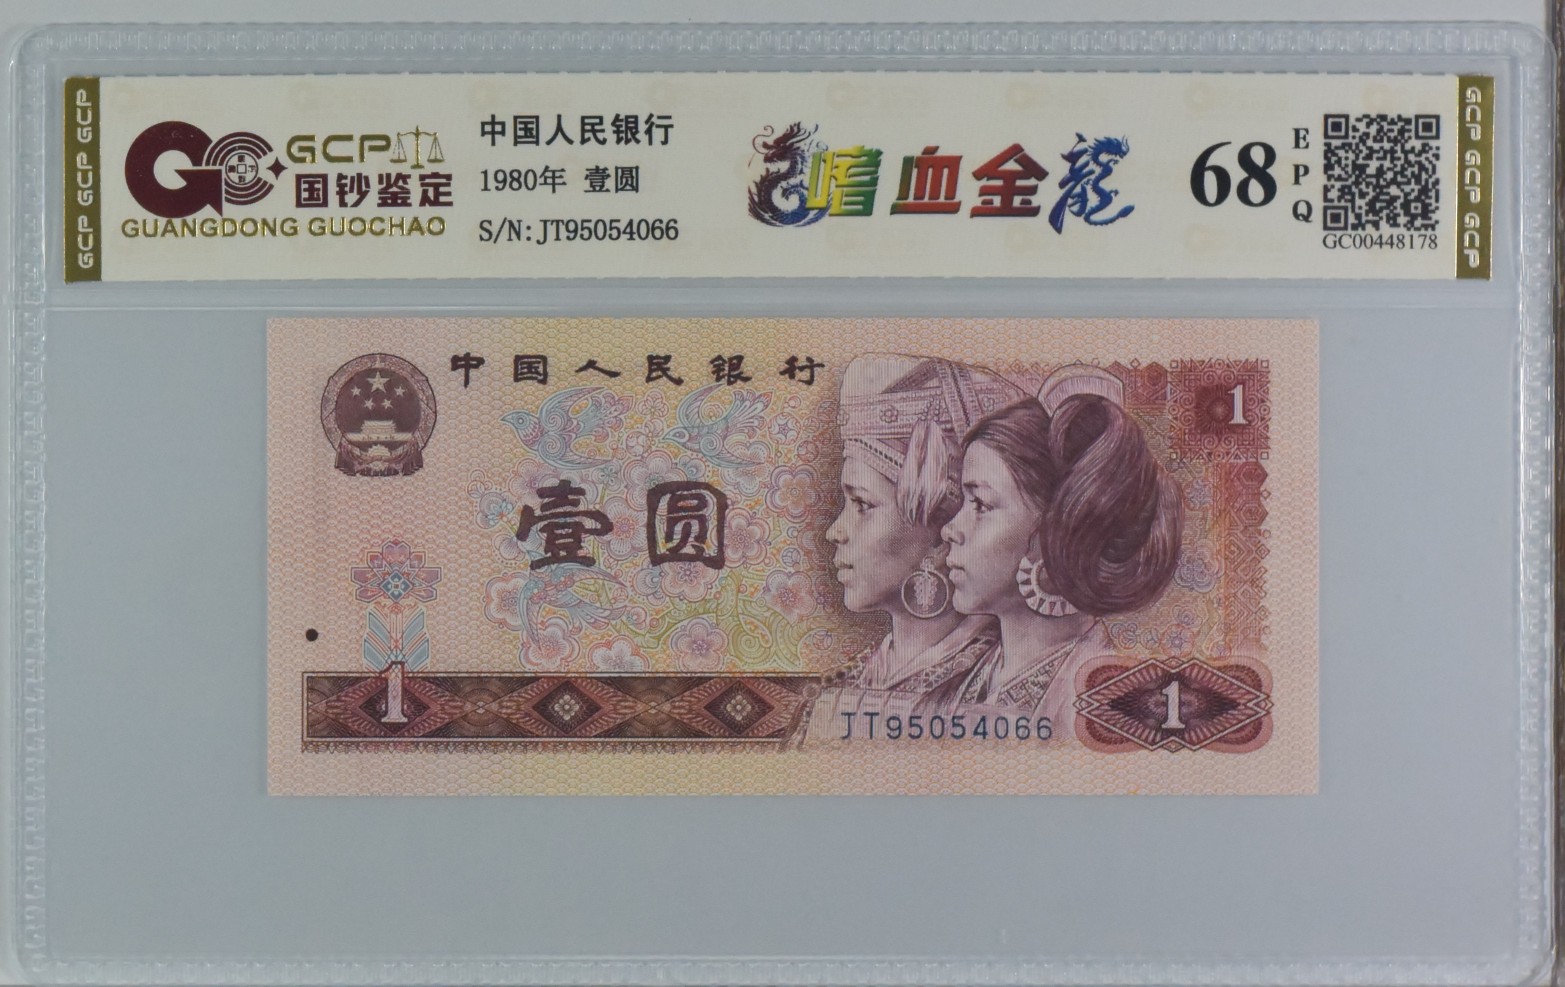 GCP GCP GCP
GCP
国钞鉴定
GUANGDONG GUOCHAO
中国人民银行
1980年 壹圆
S/N:JT95054066
嗜血金龍
68
EPQ
GC00448178
GCP GCP GCP
中国人民银行
1
壹圆
1
JT95054066
1